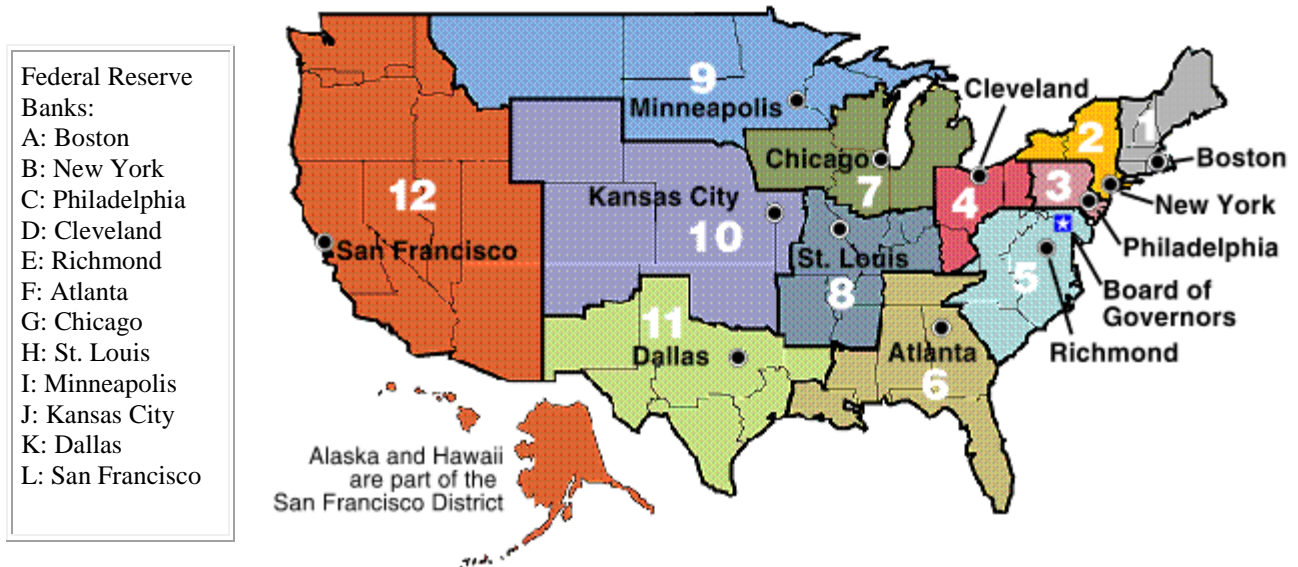 Federal Reserve
Banks:
A: Boston
B: New York
C: Philadelphia
D: Cleveland
E: Richmond
F: Atlanta
G: Chicago
H: St. Louis
I: Minneapolis
J: Kansas City
K: Dallas
L: San Francisco
9
Minneapolis
Cleveland
2
1
Boston
Chicago
7
12
Kansas City
4
3
New York
10
San Francisco
St. Louis
Philadelphia
8
5
Board of
Governors
11
Dallas
Atlanta
Richmond
6
Alaska and Hawaii
are part of the
San Francisco District